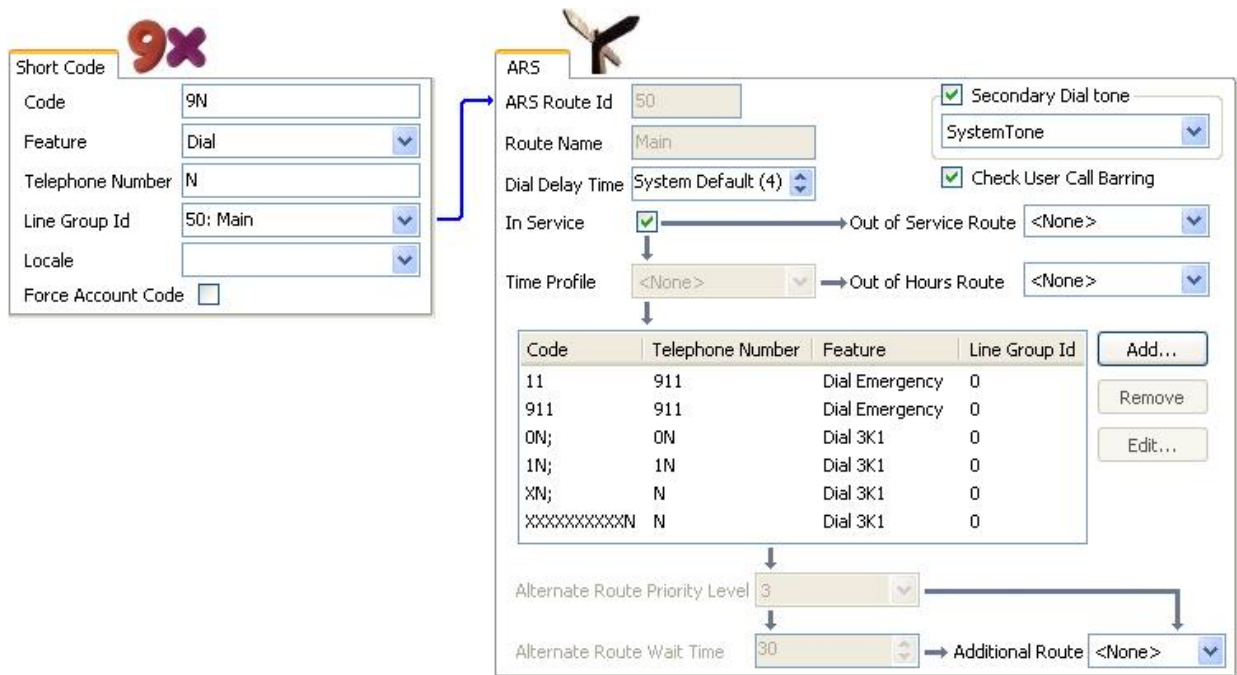 9x
Short Code
Code 9N
Feature Dial
Telephone Number N
Line Group Id 50: Main
Locale
Force Account Code
ARS
ARS Route Id 50
Secondary Dial tone
Route Name Main
SystemTone
Dial Delay Time System Default (4)
Check User Call Barring
In Service
Out of Service Route <None>
Time Profile <None>
Out of Hours Route <None>
Code Telephone Number Feature Line Group Id
11 911 Dial Emergency 0
911 911 Dial Emergency 0
0N; 0N Dial 3K1 0
1N; 1N Dial 3K1 0
XN; N Dial 3K1 0
XXXXXXXXXXN N Dial 3K1 0
Add...
Remove
Edit...
Alternate Route Priority Level 3
Alternate Route Wait Time 30
Additional Route <None>